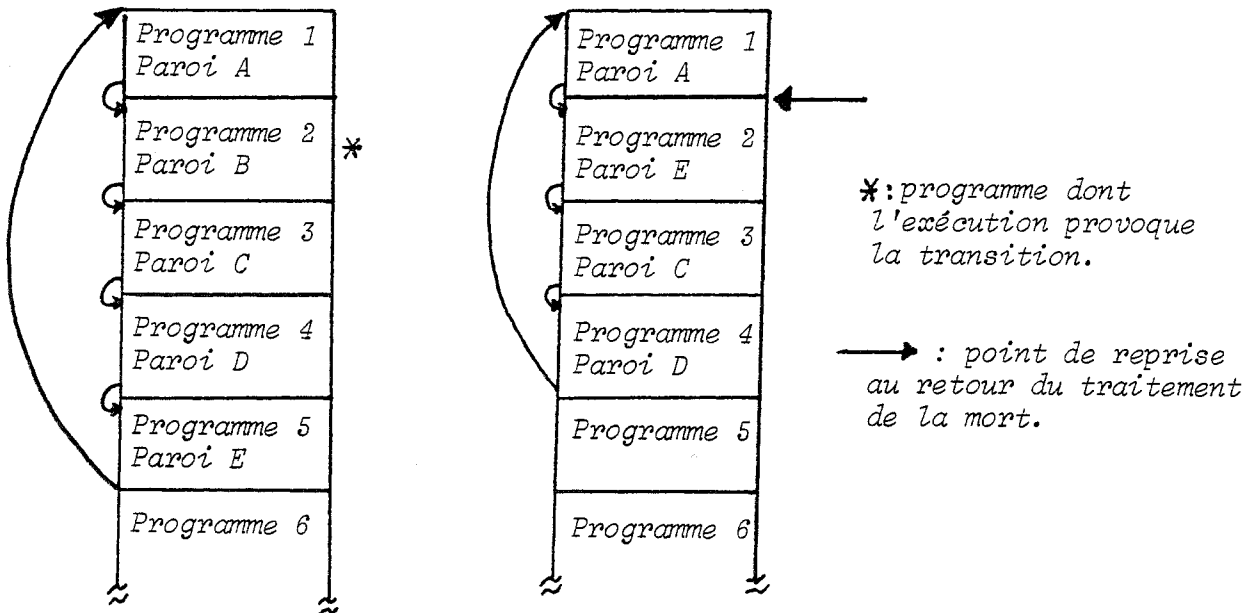 Programme 1
Paroi A
Programme 2
Paroi B
*
Programme 3
Paroi C
Programme 4
Paroi D
Programme 5
Paroi E
Programme 6
Programme 1
Paroi A
Programme 2
Paroi E
Programme 3
Paroi C
Programme 4
Paroi D
Programme 5
Programme 6
*: programme dont
l'exécution provoque
la transition.
: point de reprise
au retour du traitement
de la mort.